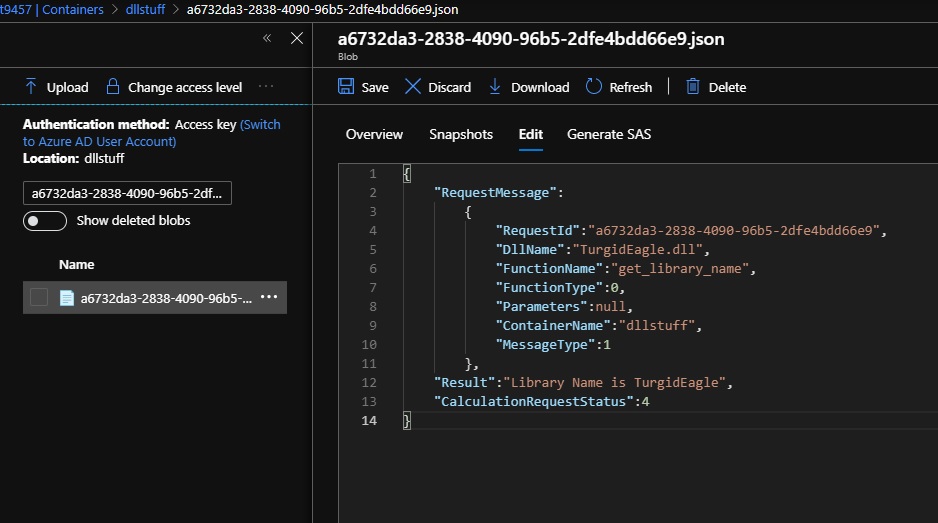 t9457 | Containers > dllstuff > a6732da3-2838-4090-96b5-2dfe4bdd66e9.json
a6732da3-2838-4090-96b5-2dfe4bdd66e9.json
Blob
Upload Change access level ...
Save Discard Download Refresh Delete
Authentication method: Access key (Switch
to Azure AD User Account)
Location: dllstuff
a6732da3-2838-4090-96b5-2df...
Show deleted blobs
Name
a6732da3-2838-4090-96b5-... ...
Overview Snapshots Edit Generate SAS
1 {
2 "RequestMessage":
3 {
4 "RequestId":"a6732da3-2838-4090-96b5-2dfe4bdd66e9",
5 "DllName":"TurgidEagle.dll",
6 "FunctionName":"get_library_name",
7 "FunctionType":0,
8 "Parameters":null,
9 "ContainerName":"dllstuff",
10 "MessageType":1
11 },
12 "Result":"Library Name is TurgidEagle",
13 "CalculationRequestStatus":4
14 }